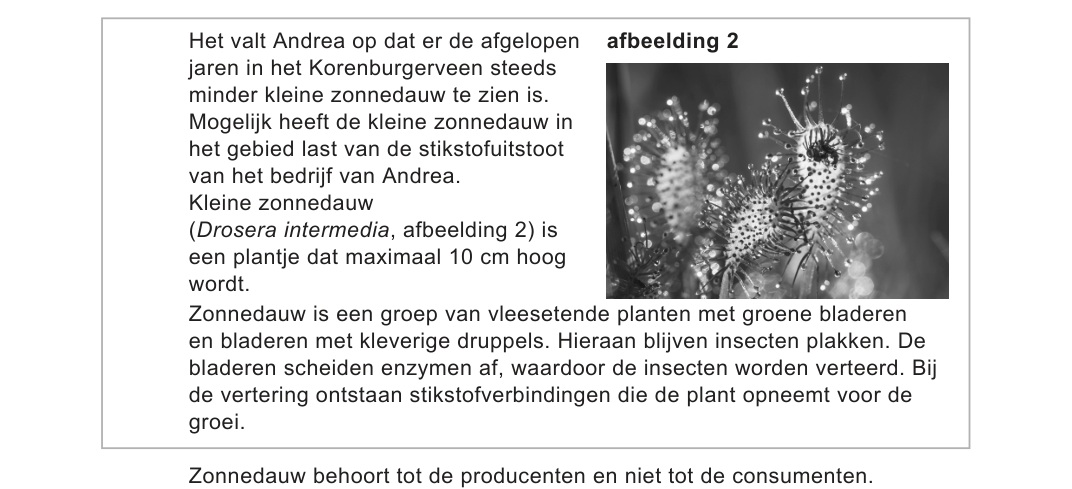 Het valt Andrea op dat er de afgelopen
jaren in het Korenburgerveen steeds
minder kleine zonnedauw te zien is.
Mogelijk heeft de kleine zonnedauw in
het gebied last van de stikstofuitstoot
van het bedrijf van Andrea.
Kleine zonnedauw
(Drosera intermedia, afbeelding 2) is
een plantje dat maximaal 10 cm hoog
wordt.
afbeelding 2
Zonnedauw is een groep van vleesetende planten met groene bladeren
en bladeren met kleverige druppels. Hieraan blijven insecten plakken. De
bladeren scheiden enzymen af, waardoor de insecten worden verteerd. Bij
de vertering ontstaan stikstofverbindingen die de plant opneemt voor de
groei.
Zonnedauw behoort tot de producenten en niet tot de consumenten.